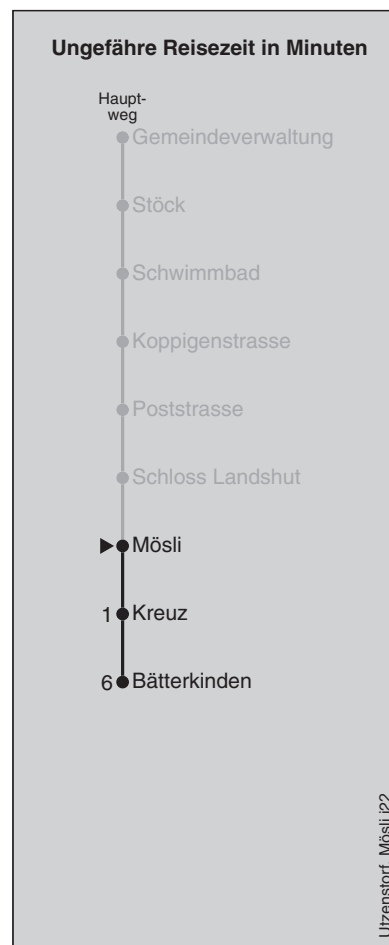 Ungefähre Reisezeit in Minuten
Haupt-
weg
Gemeindeverwaltung
Stöck
Schwimmbad
Koppigenstrasse
Poststrasse
Schloss Landshut
Mösli
1 Kreuz
6 Bätterkinden
Utzenstorf, Mösli j22